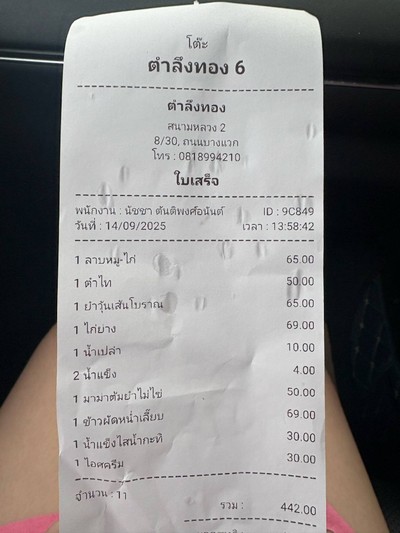 โต๊ะ
ตำลึงทอง 6
ตำลึงทอง
สนามหลวง 2
8/30, ถนนบางแวก
โทร : 0818994210
ใบเสร็จ
พนักงาน : นัชชา ตันติพงศ์อนันต์ ID : 9C849
วันที่ : 14/09/2025 เวลา : 13:58:42
1 ลาบหมู-ไก่ 65.00
1 ตำไท 50.00
1 ยำวุ้นเส้นโบราณ 65.00
1 ไก่ย่าง 69.00
1 น้ำเปล่า 10.00
2 น้ำแข็ง 4.00
1 มาม่าต้มยำไม่ไข่ 50.00
1 ข้าวผัดหน่ำเลี๊ยบ 69.00
1 น้ำแข็งไสน้ำกะทิ 30.00
1 ไอศครีม 30.00
จำนวน : 11
รวม : 442.00